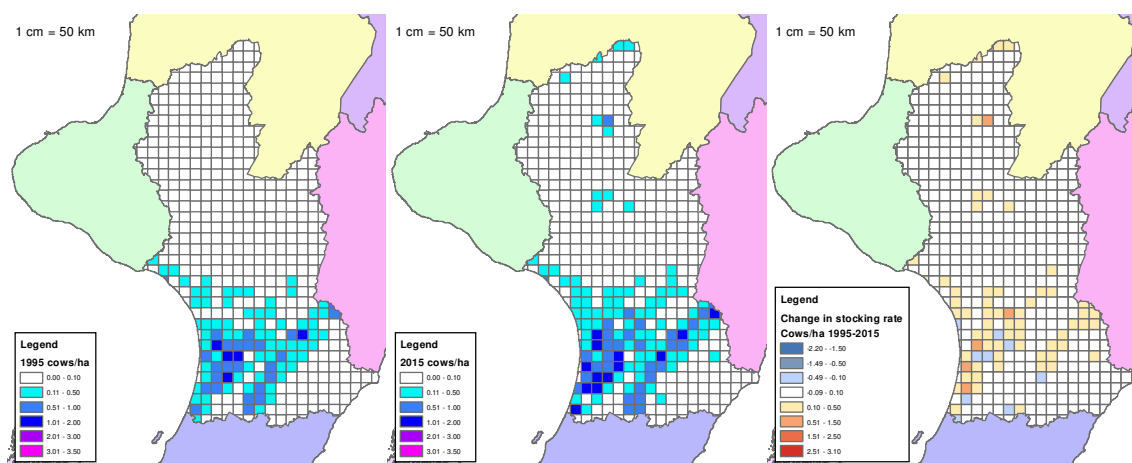 1 cm = 50 km
Legend
1995 cows/ha
0.00 - 0.10
0.11 - 0.50
0.51 - 1.00
1.01 - 2.00
2.01 - 3.00
3.01 - 3.50
1 cm = 50 km
Legend
2015 cows/ha
0.00 - 0.10
0.11 - 0.50
0.51 - 1.00
1.01 - 2.00
2.01 - 3.00
3.01 - 3.50
1 cm = 50 km
Legend
Change in stocking rate
Cows/ha 1995-2015
-2.20 - -1.50
-1.49 - -0.50
-0.49 - -0.10
-0.09 - 0.10
0.10 - 0.50
0.51 - 1.50
1.51 - 2.50
2.51 - 3.10